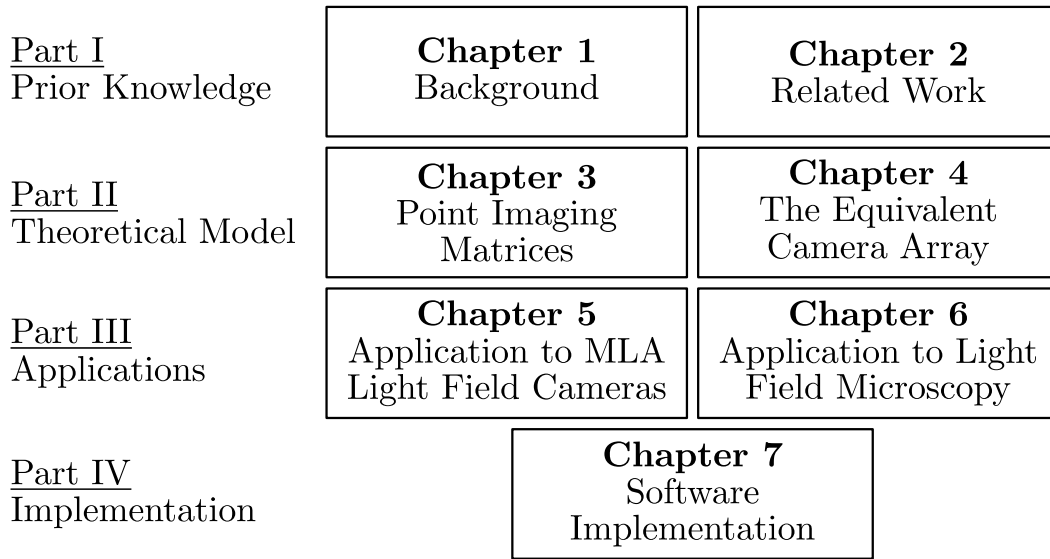 Part I
Prior Knowledge
Chapter 1
Background
Chapter 2
Related Work
Part II
Theoretical Model
Chapter 3
Point Imaging
Matrices
Chapter 4
The Equivalent
Camera Array
Part III
Applications
Chapter 5
Application to MLA
Light Field Cameras
Chapter 6
Application to Light
Field Microscopy
Part IV
Implementation
Chapter 7
Software
Implementation